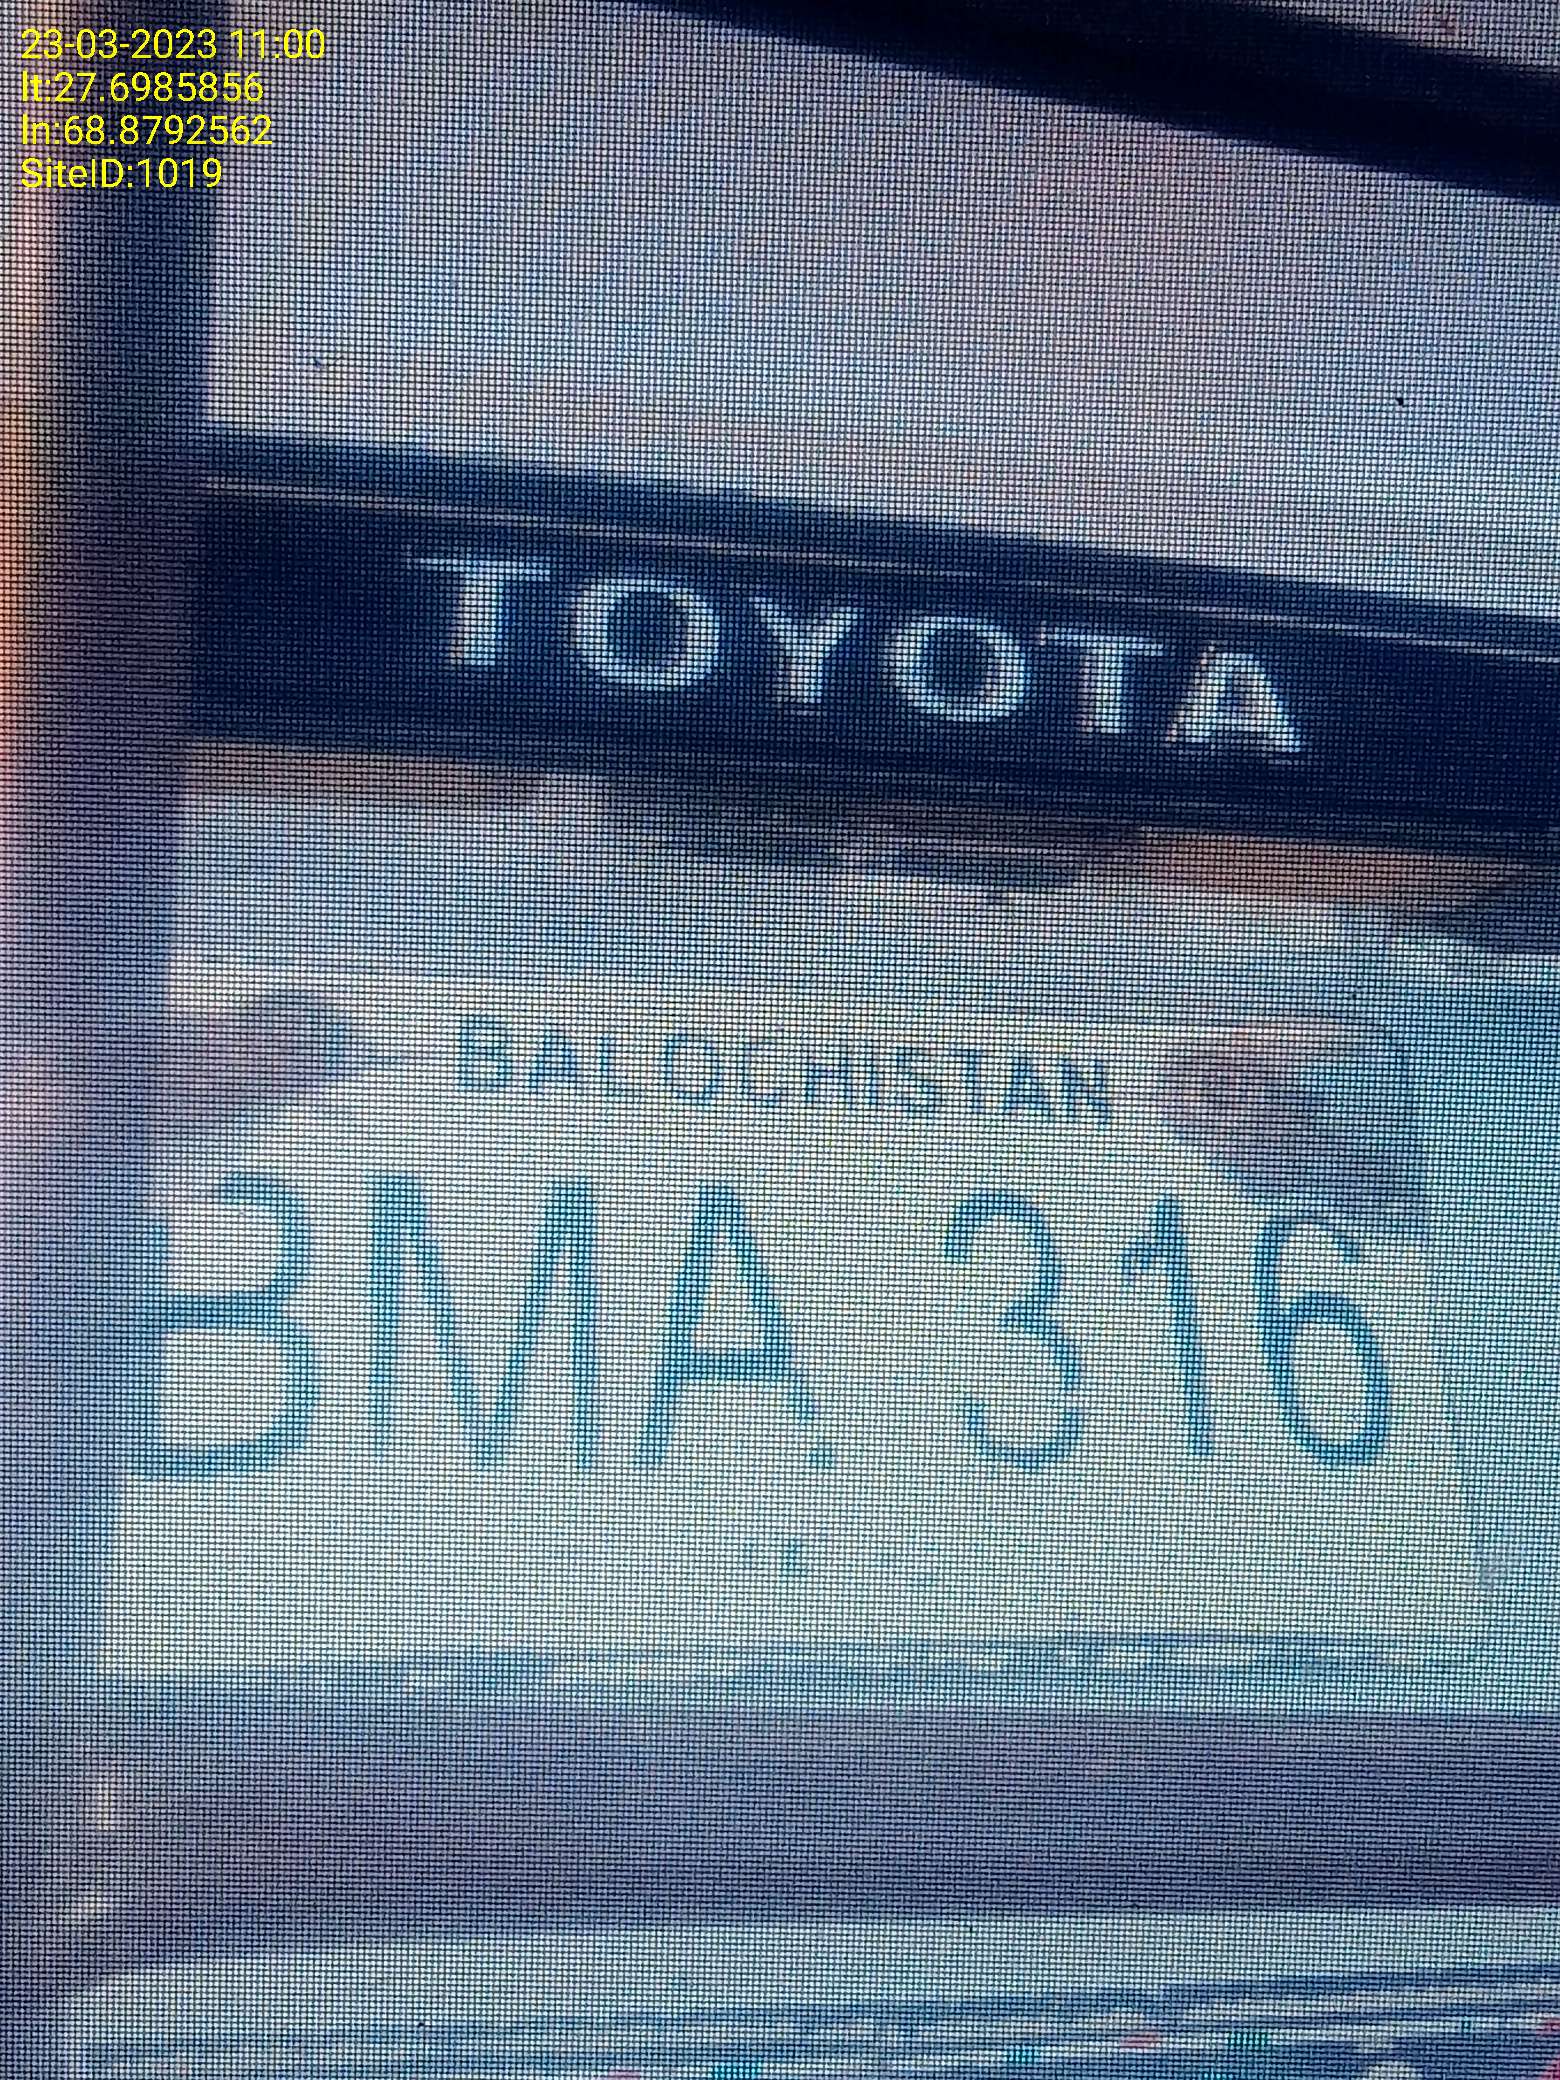 23-03-2023 11:00
lt:27.6985856
ln:68.8792562
SiteID:1019
TOYOTA
BALOCHISTAN
BMA. 316